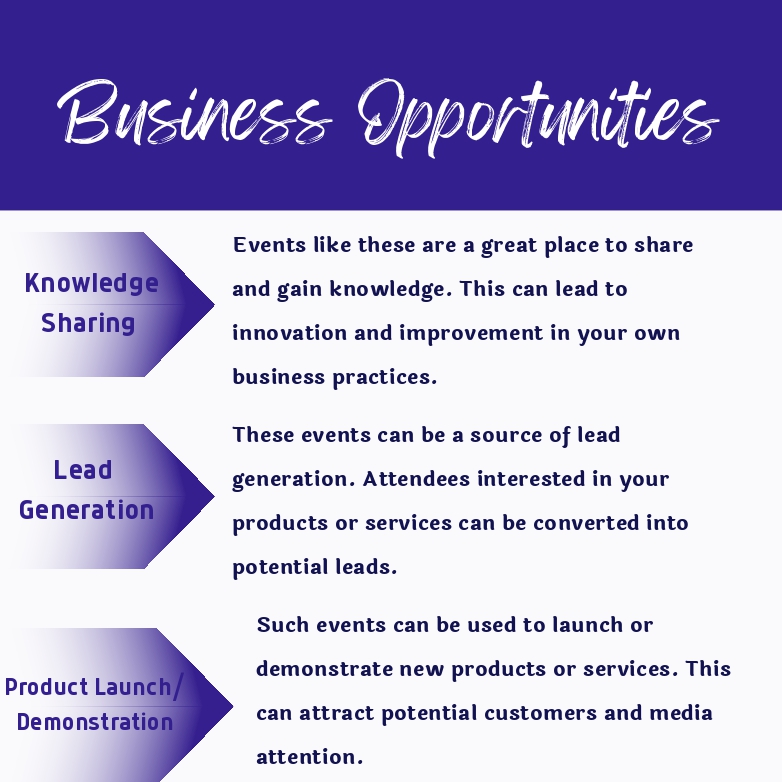 Business Opportunities
Knowledge
Sharing
Events like these are a great place to share
and gain knowledge. This can lead to
innovation and improvement in your own
business practices.
Lead
Generation
These events can be a source of lead
generation. Attendees interested in your
products or services can be converted into
potential leads.
Product Launch/
Demonstration
Such events can be used to launch or
demonstrate new products or services. This
can attract potential customers and media
attention.